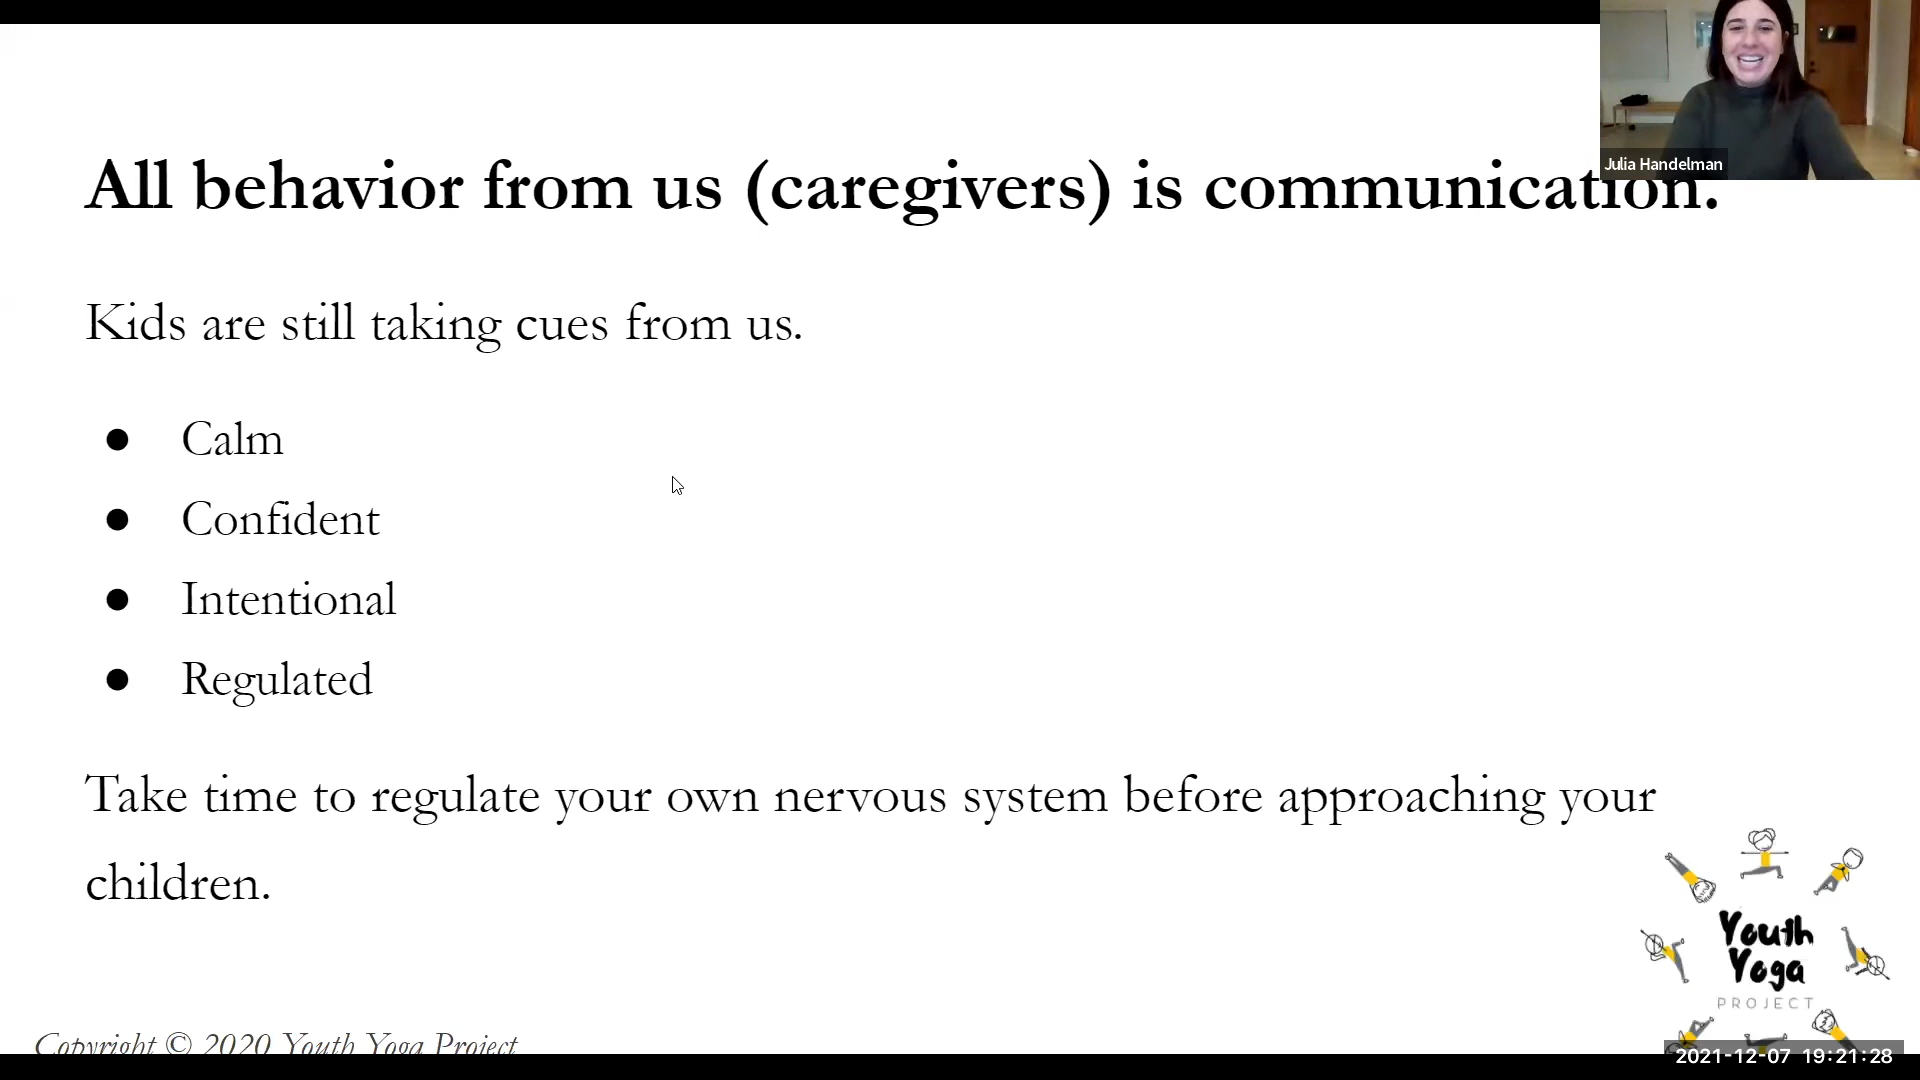 Julia Handelman
All behavior from us (caregivers) is communication.
Kids are still taking cues from us.
● Calm
● Confident
● Intentional
● Regulated
Take time to regulate your own nervous system before approaching your
children.
Youth
Yoga
PROJECT
Copyright © 2020 Youth Yoga Project
2021-12-07 19:21:28